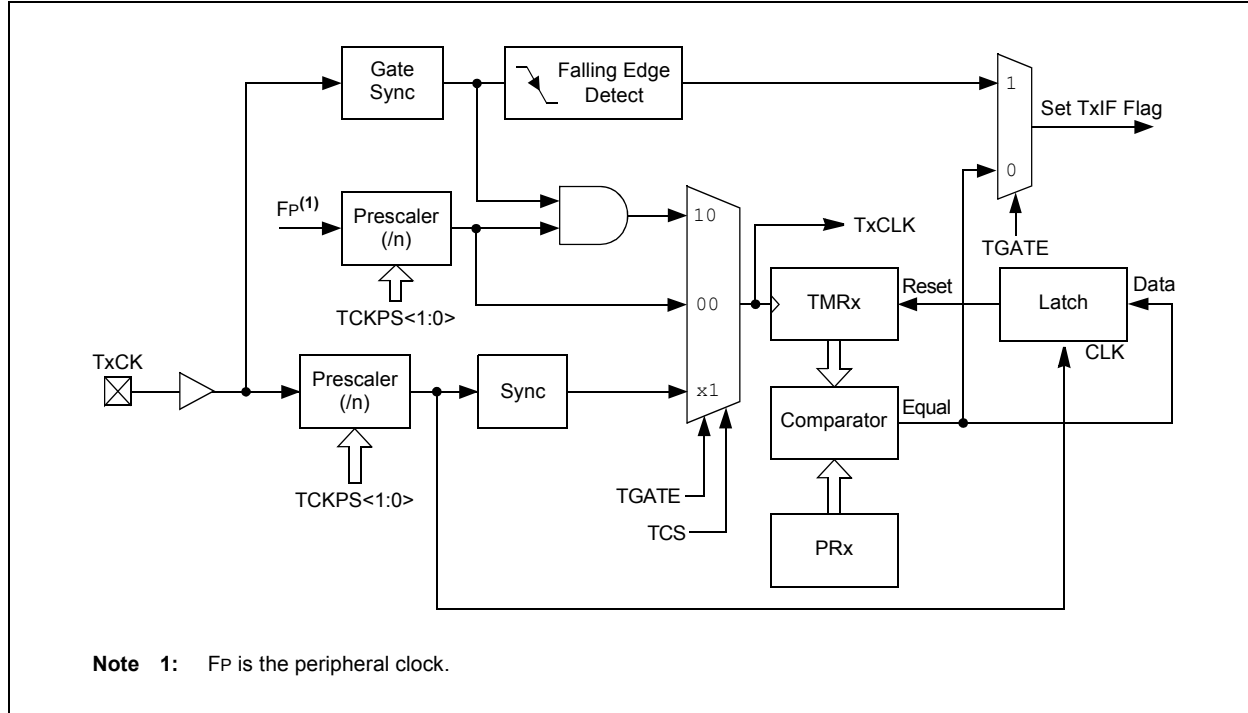 Gate
Sync
Falling Edge
Detect
1
Set TxIF Flag
0
FP(1)
Prescaler
(/n)
10
TxCLK
TGATE
TCKPS<1:0>
00
TMRx
Reset
Latch
Data
CLK
TxCK
Prescaler
(/n)
Sync
x1
Comparator
Equal
TCKPS<1:0>
TGATE
TCS
PRx
Note 1: FP is the peripheral clock.